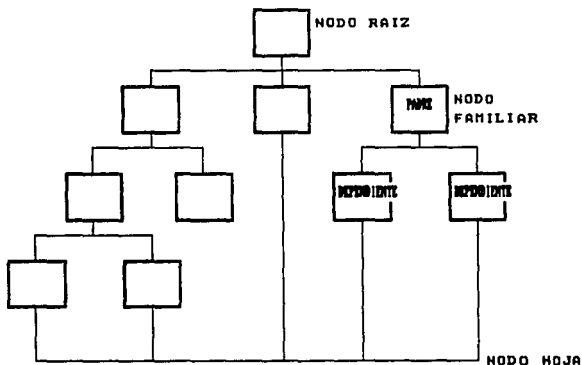 NODO RAIZ
PADRE
NODO
FAMILIAR
DEPENDIENTE
DEPENDIENTE
NODO HOJA